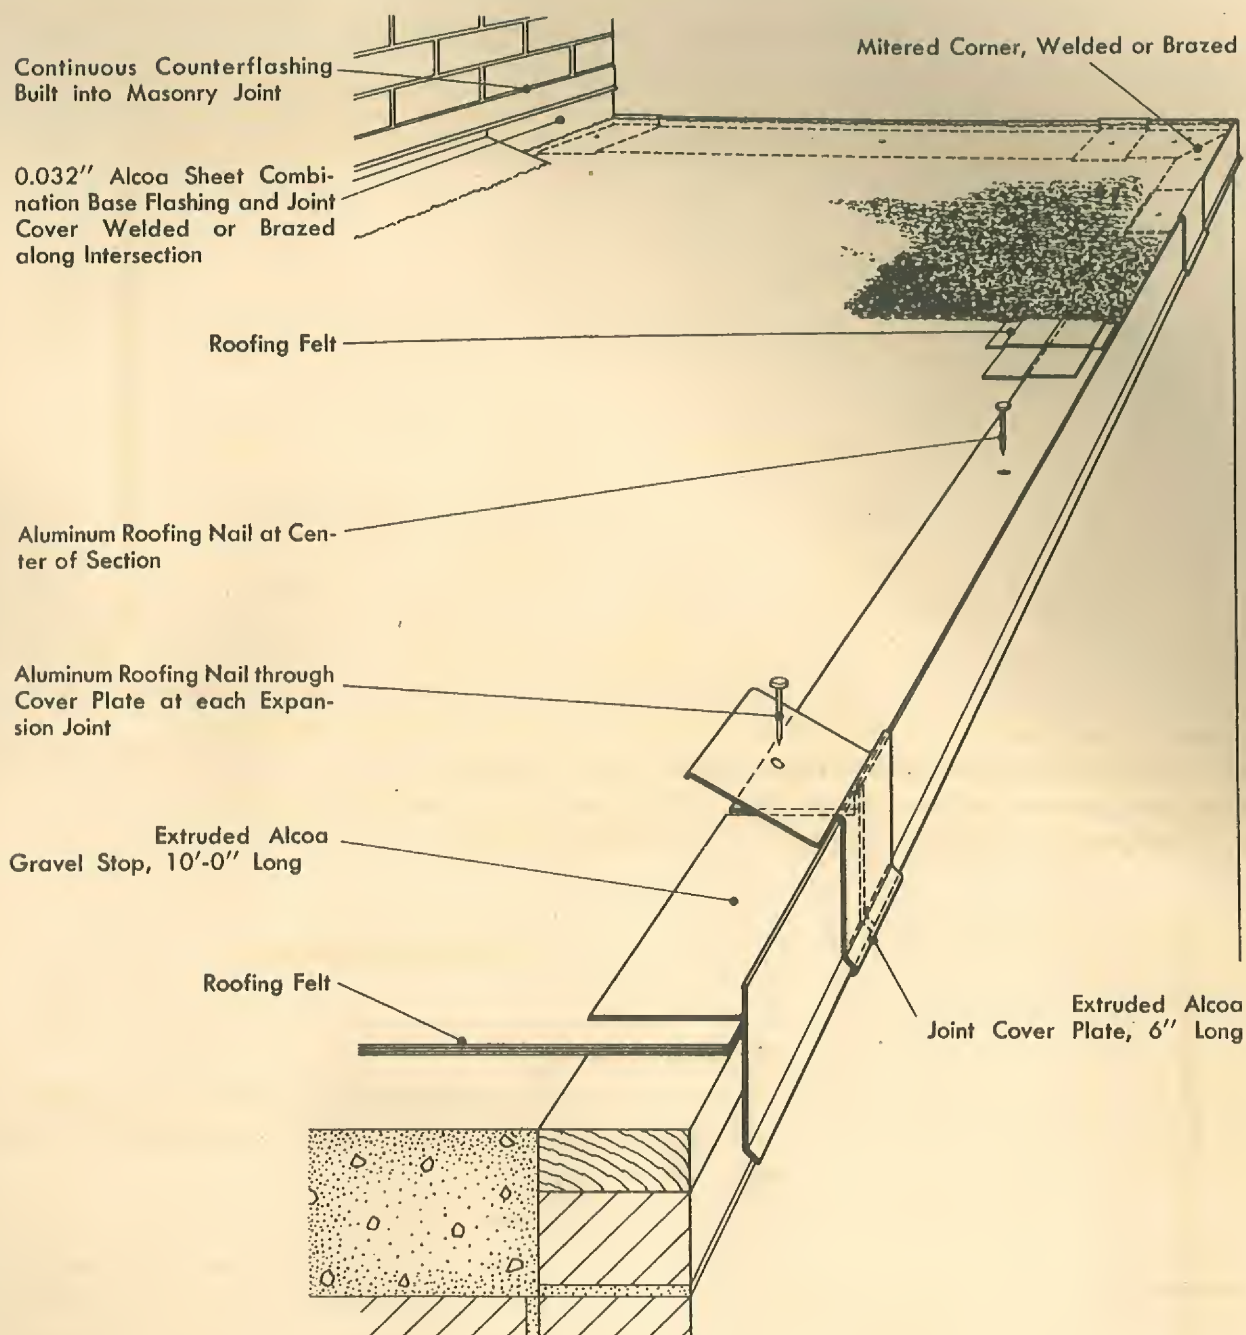 Continuous Counterflashing
Built into Masonry Joint
Mitered Corner, Welded or Brazed
0.032" Alcoa Sheet Combi-
nation Base Flashing and Joint
Cover Welded or Brazed
along Intersection
Roofing Felt
Aluminum Roofing Nail at Cen-
ter of Section
Aluminum Roofing Nail through
Cover Plate at each Expan-
sion Joint
Extruded Alcoa
Gravel Stop, 10'-0" Long
Roofing Felt
Extruded Alcoa
Joint Cover Plate, 6" Long